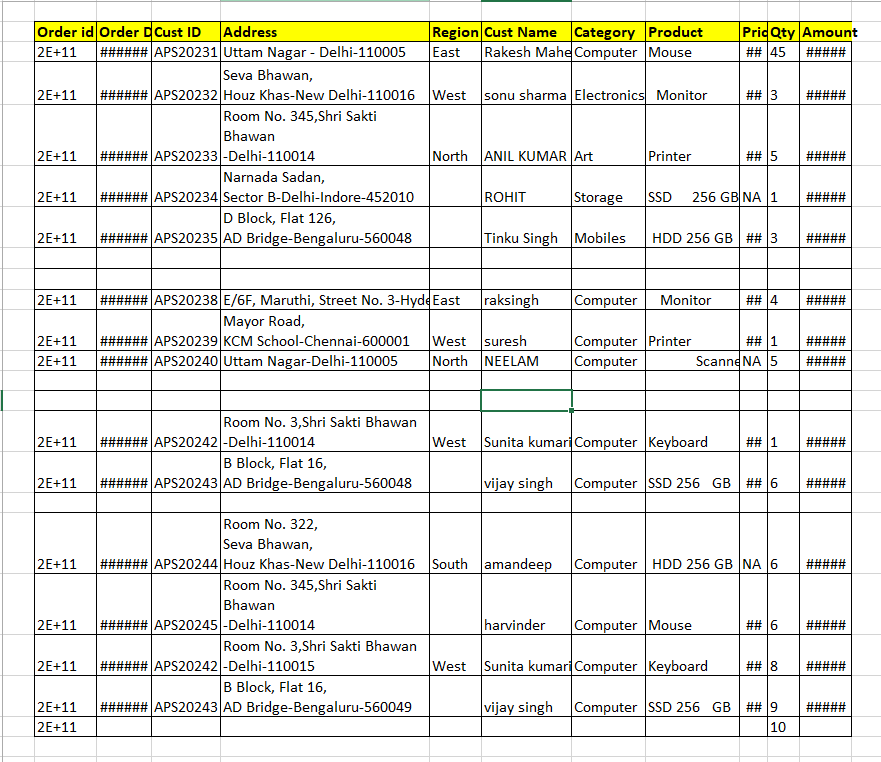 Order id Order D Cust ID Address Region Cust Name Category Product Pric Qty Amount
2E+11 ###### APS20231 Uttam Nagar - Delhi-110005 East Rakesh Mahe Computer Mouse ## 45 #####
Seva Bhawan,
2E+11 ###### APS20232 Houz Khas-New Delhi-110016 West sonu sharma Electronics Monitor ## 3 #####
Room No. 345,Shri Sakti
Bhawan
2E+11 ###### APS20233 -Delhi-110014 North ANIL KUMAR Art Printer ## 5 #####
Narnada Sadan,
2E+11 ###### APS20234 Sector B-Delhi-Indore-452010 ROHIT Storage SSD 256 GB NA 1 #####
D Block, Flat 126,
2E+11 ###### APS20235 AD Bridge-Bengaluru-560048 Tinku Singh Mobiles HDD 256 GB ## 3 #####
2E+11 ###### APS20238 E/6F, Maruthi, Street No. 3-Hyde East raksingh Computer Monitor ## 4 #####
Mayor Road,
2E+11 ###### APS20239 KCM School-Chennai-600001 West suresh Computer Printer ## 1 #####
2E+11 ###### APS20240 Uttam Nagar-Delhi-110005 North NEELAM Computer Scanne NA 5 #####
Room No. 3,Shri Sakti Bhawan
2E+11 ###### APS20242 -Delhi-110014 West Sunita kumari Computer Keyboard ## 1 #####
B Block, Flat 16,
2E+11 ###### APS20243 AD Bridge-Bengaluru-560048 vijay singh Computer SSD 256 GB ## 6 #####
Room No. 322,
Seva Bhawan,
2E+11 ###### APS20244 Houz Khas-New Delhi-110016 South amandeep Computer HDD 256 GB NA 6 #####
Room No. 345,Shri Sakti
Bhawan
2E+11 ###### APS20245 -Delhi-110014 harvinder Computer Mouse ## 6 #####
Room No. 3,Shri Sakti Bhawan
2E+11 ###### APS20242 -Delhi-110015 West Sunita kumari Computer Keyboard ## 8 #####
B Block, Flat 16,
2E+11 ###### APS20243 AD Bridge-Bengaluru-560049 vijay singh Computer SSD 256 GB ## 9 #####
2E+11 10